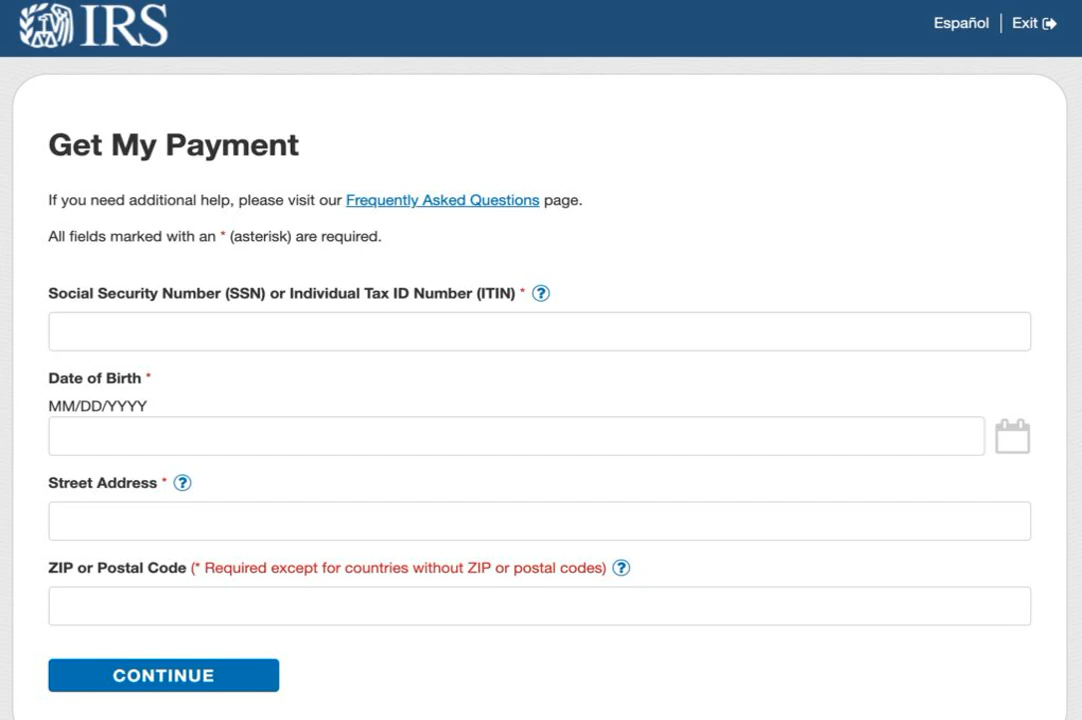 IRS
Español | Exit
Get My Payment
If you need additional help, please visit our Frequently Asked Questions page.
All fields marked with an * (asterisk) are required.
Social Security Number (SSN) or Individual Tax ID Number (ITIN) * ?
Date of Birth *
MM/DD/YYYY
Street Address * ?
ZIP or Postal Code (* Required except for countries without ZIP or postal codes) ?
CONTINUE